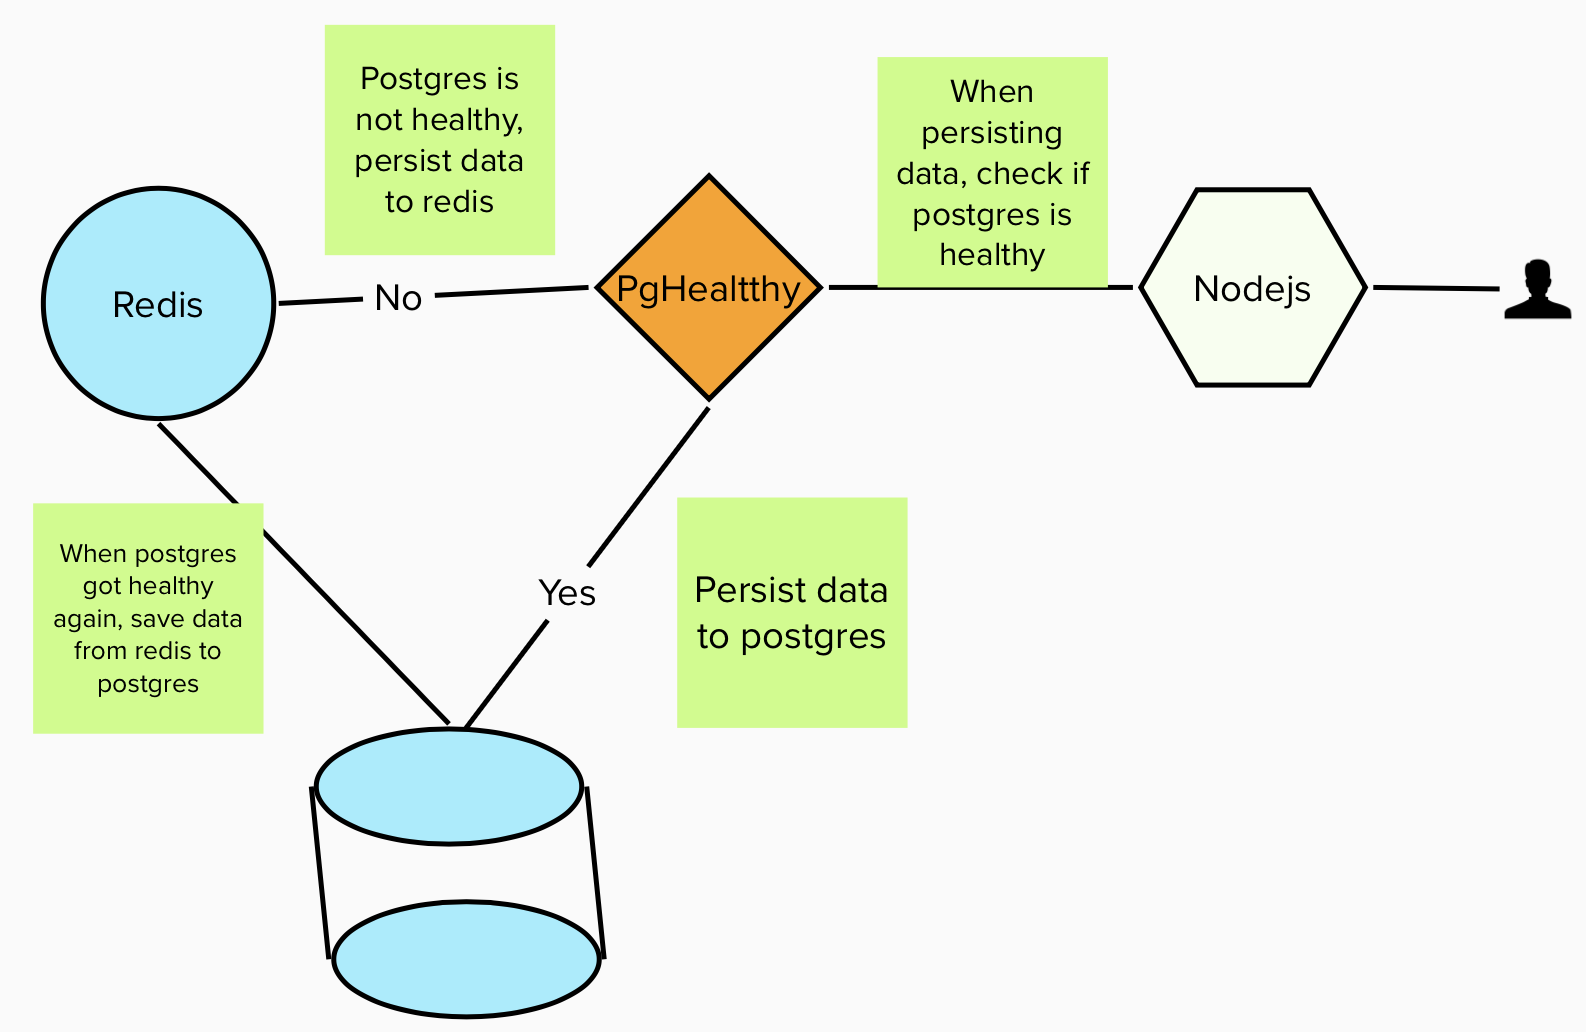 Postgres is
not healthy,
persist data
to redis
When
persisting
data, check if
postgres is
healthy
Redis
No
PgHealtthy
Nodejs
When postgres
got healthy
again, save data
from redis to
postgres
Yes
Persist data
to postgres